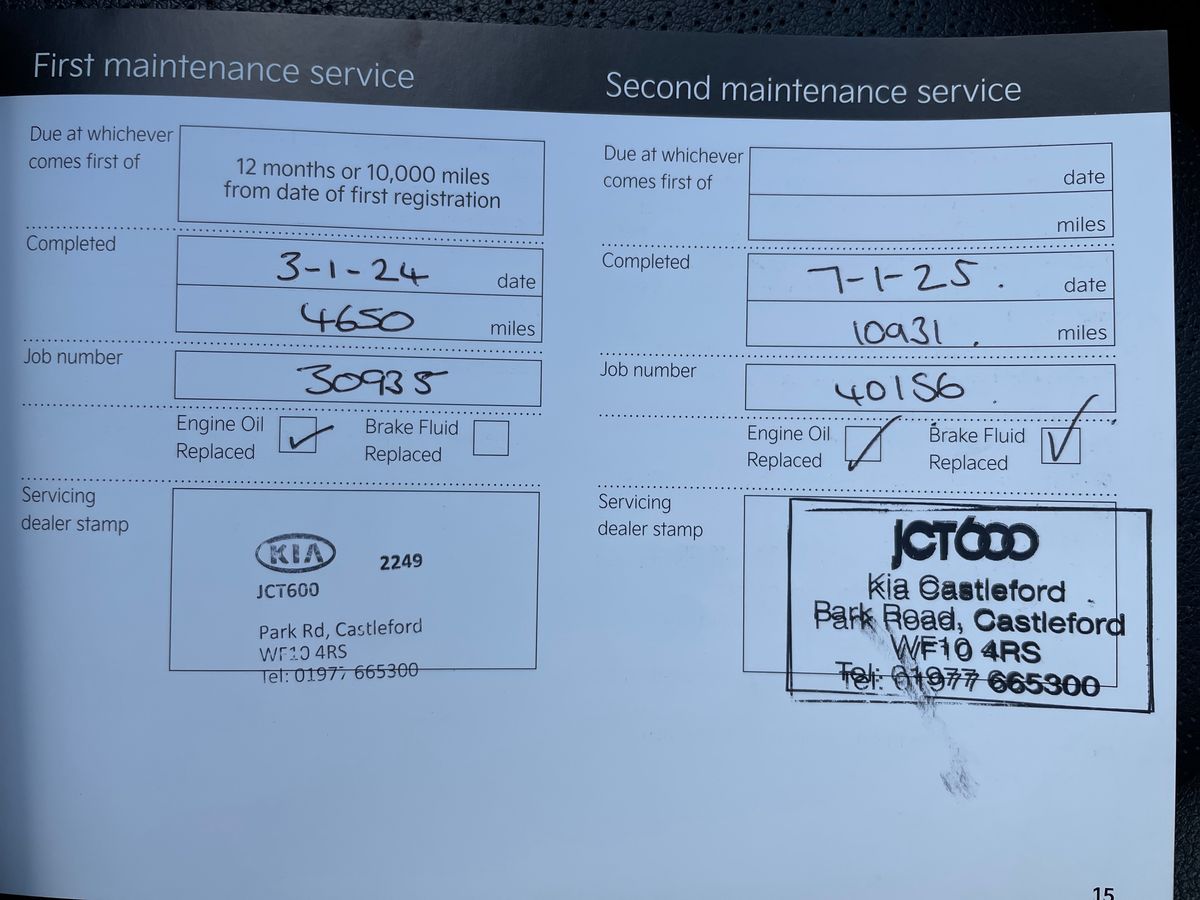 First maintenance service
Due at whichever
comes first of
12 months or 10,000 miles
from date of first registration
Completed
3-1-24 date
4650 miles
Job number
30935
Engine Oil
Replaced
Brake Fluid
Replaced
Servicing
dealer stamp
KIA
2249
JCT600
Park Rd, Castleford
WF10 4RS
Tel: 01977 665300
Second maintenance service
Due at whichever
comes first of
date
miles
Completed
7-1-25. date
10931. miles
Job number
40156.
Engine Oil
Replaced
Brake Fluid
Replaced
Servicing
dealer stamp
JCT600
Kia Castleford
Park Road, Castleford
WF10 4RS
Tel: 01977 665300
15